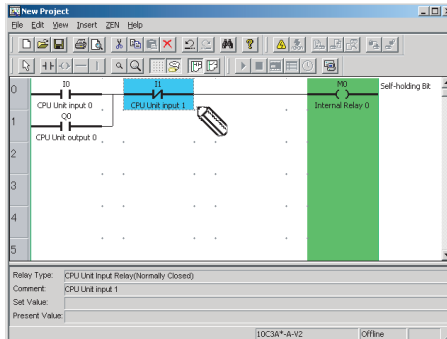 New Project
File Edit View Insert ZEN Help
0 I0 I1 M0 Self-holding Bit
CPU Unit input 0 CPU Unit input 1 Internal Relay 0
1 Q0
CPU Unit output 0
2
3
4
5
Relay Type: CPU Unit Input Relay(Normally Closed)
Comment: CPU Unit input 1
Set Value:
Present Value:
10C3A*-A-V2 Offline